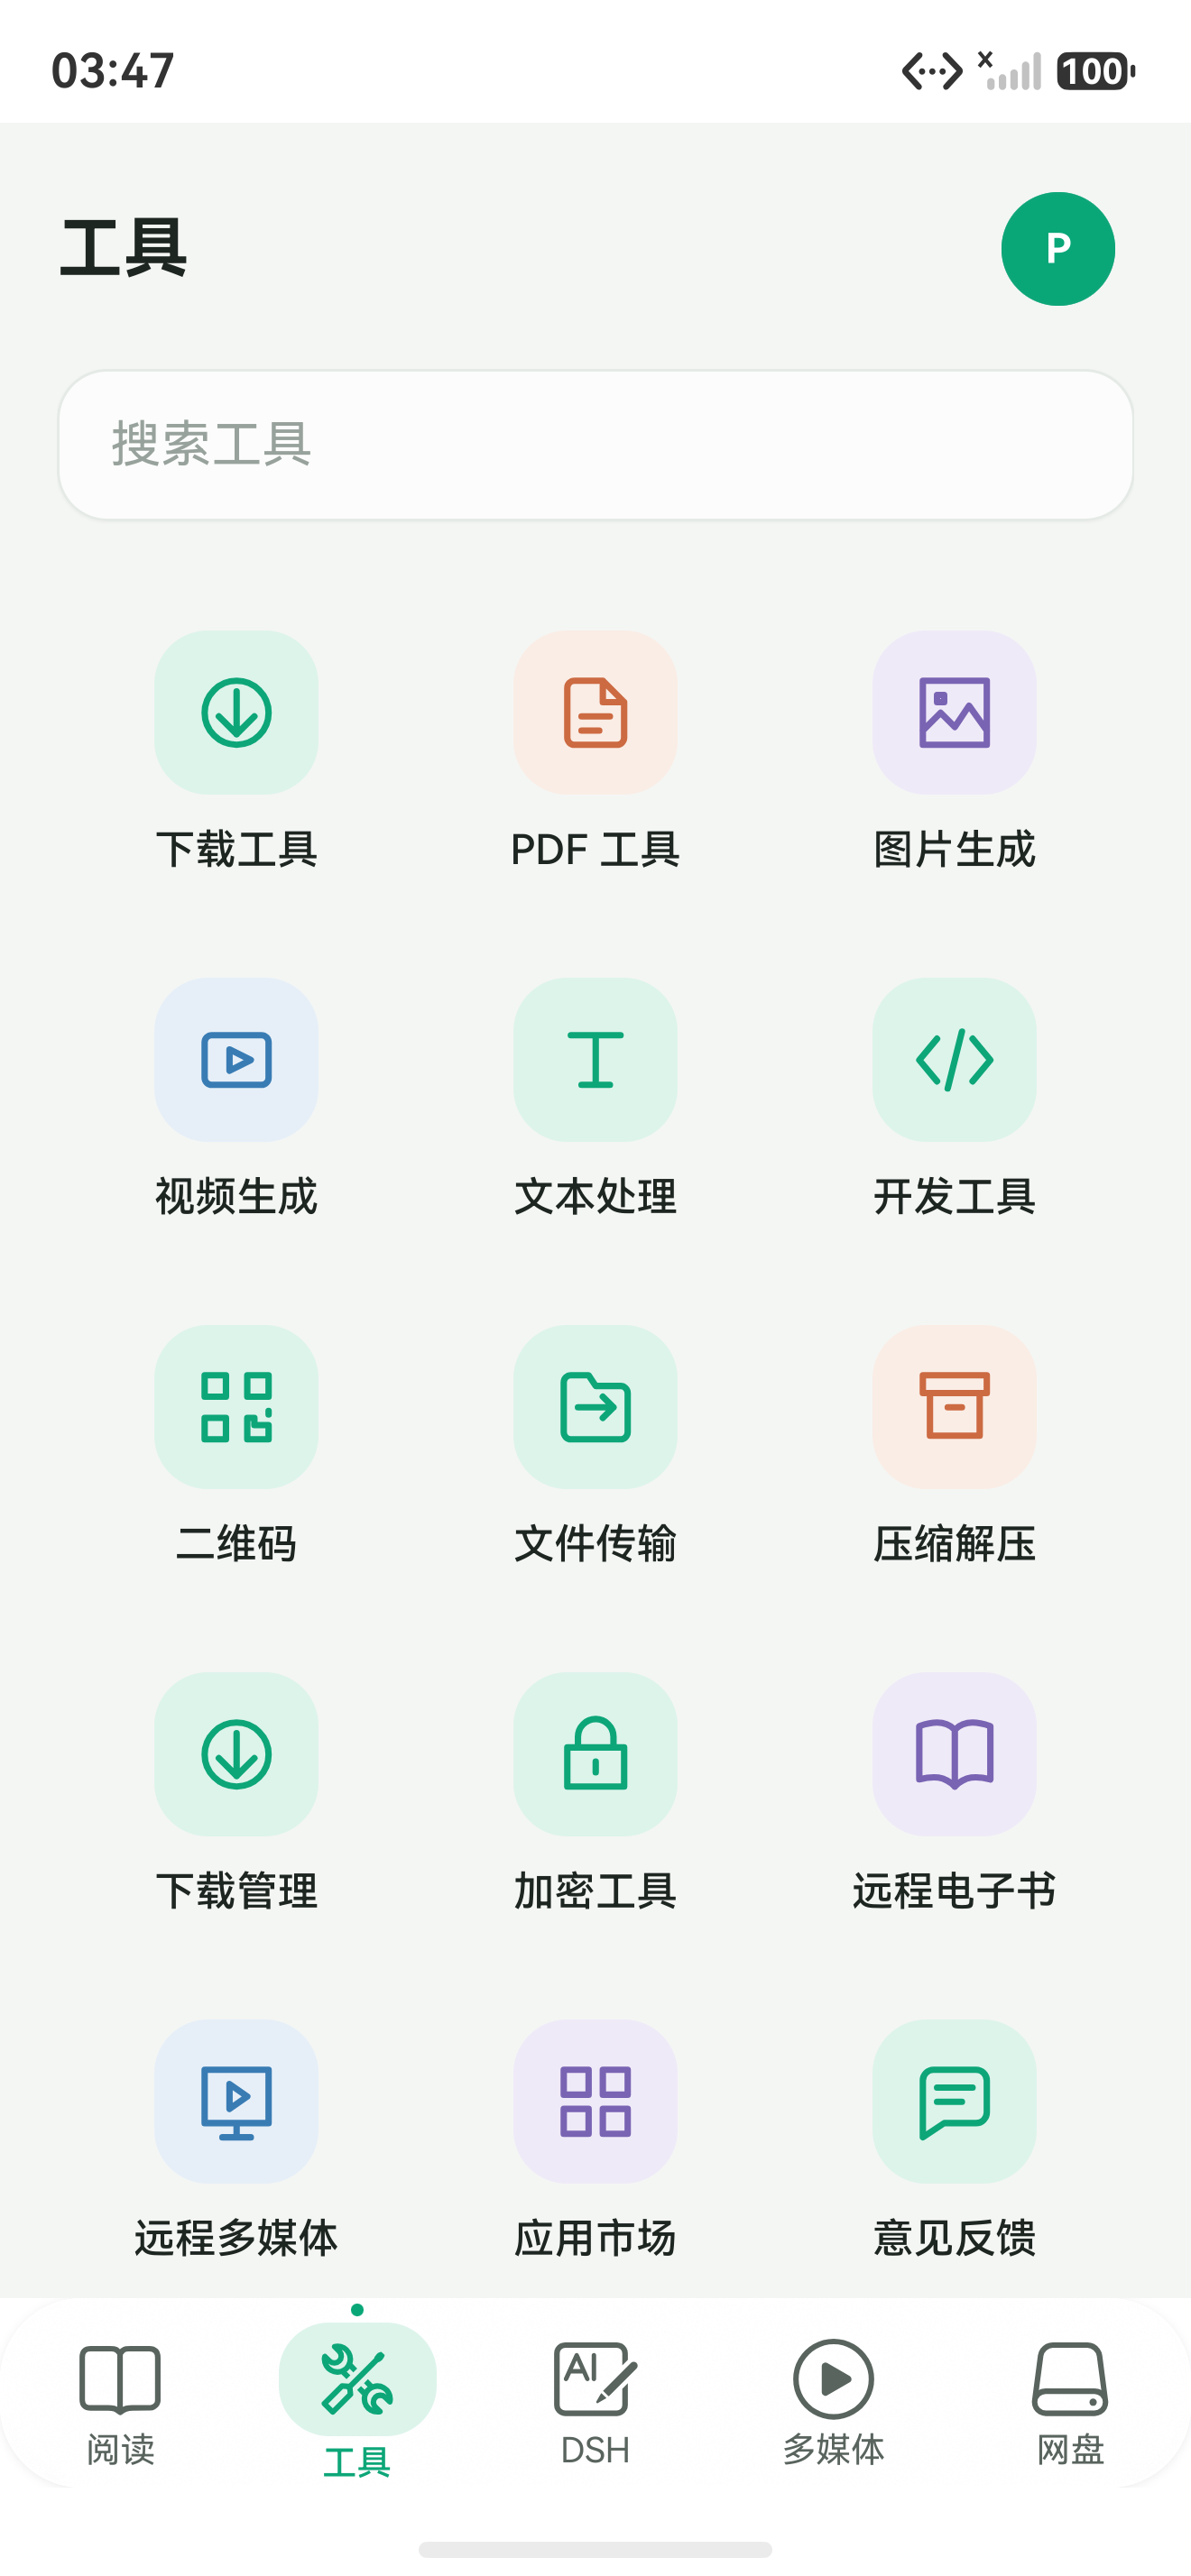 03:47
100
工具
P
搜索工具
下载工具
PDF 工具
图片生成
视频生成
文本处理
开发工具
二维码
文件传输
压缩解压
下载管理
加密工具
远程电子书
远程多媒体
应用市场
意见反馈
阅读
工具
DSH
多媒体
网盘